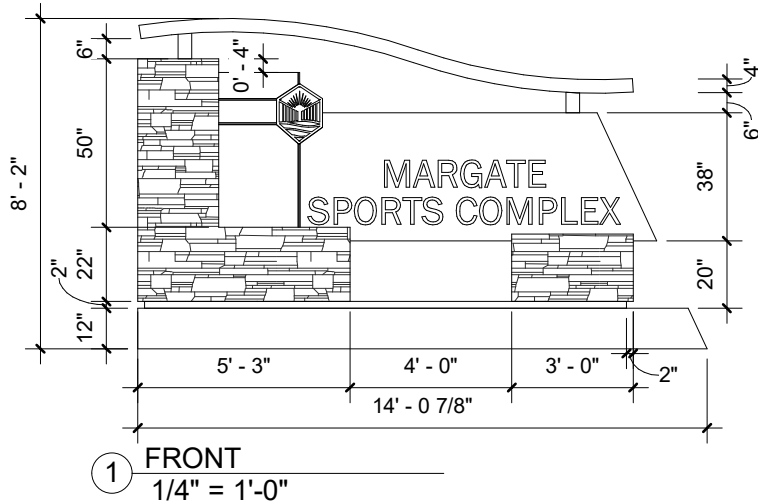 6"
0' - 4"
4"
6"
50"
8' - 2"
MARGATE
SPORTS COMPLEX
38"
22"
2"
20"
12"
5' - 3"
4' - 0"
3' - 0"
2"
14' - 0 7/8"
1
FRONT
1/4" = 1'-0"